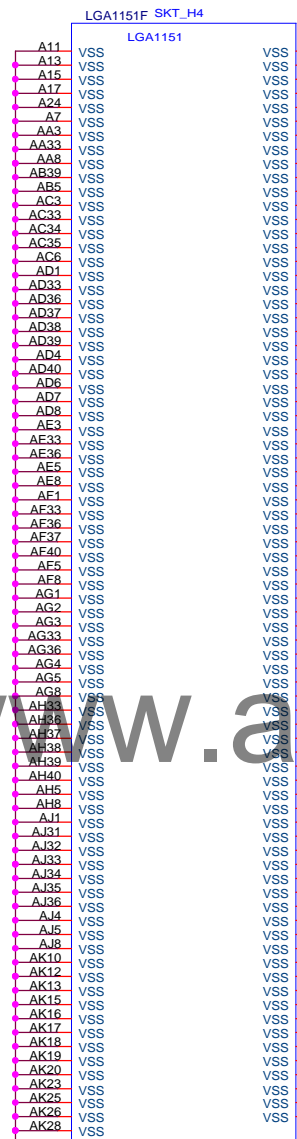 LGA1151F SKT_H4
LGA1151
A11 VSS VSS
A13 VSS VSS
A15 VSS VSS
A17 VSS VSS
A24 VSS VSS
A7 VSS VSS
AA3 VSS VSS
AA33 VSS VSS
AA8 VSS VSS
AB39 VSS VSS
AB5 VSS VSS
AC3 VSS VSS
AC33 VSS VSS
AC34 VSS VSS
AC35 VSS VSS
AC6 VSS VSS
AD1 VSS VSS
AD33 VSS VSS
AD36 VSS VSS
AD37 VSS VSS
AD38 VSS VSS
AD39 VSS VSS
AD4 VSS VSS
AD40 VSS VSS
AD6 VSS VSS
AD7 VSS VSS
AD8 VSS VSS
AE3 VSS VSS
AE33 VSS VSS
AE36 VSS VSS
AE5 VSS VSS
AE8 VSS VSS
AF1 VSS VSS
AF33 VSS VSS
AF36 VSS VSS
AF37 VSS VSS
AF40 VSS VSS
AF5 VSS VSS
AF8 VSS VSS
AG1 VSS VSS
AG2 VSS VSS
AG3 VSS VSS
AG33 VSS VSS
AG36 VSS VSS
AG4 VSS VSS
AG5 VSS VSS
AG8 VSS VSS
AH33 VSS VSS
AH36 VSS VSS
AH37 VSS VSS
AH38 VSS VSS
AH39 VSS VSS
AH40 VSS VSS
AH5 VSS VSS
AH8 VSS VSS
AJ1 VSS VSS
AJ31 VSS VSS
AJ32 VSS VSS
AJ33 VSS VSS
AJ34 VSS VSS
AJ35 VSS VSS
AJ36 VSS VSS
AJ4 VSS VSS
AJ5 VSS VSS
AJ8 VSS VSS
AK10 VSS VSS
AK12 VSS VSS
AK13 VSS VSS
AK15 VSS VSS
AK16 VSS VSS
AK17 VSS VSS
AK18 VSS VSS
AK19 VSS VSS
AK20 VSS VSS
AK23 VSS VSS
AK25 VSS VSS
AK26 VSS VSS
AK28 VSS
www.a